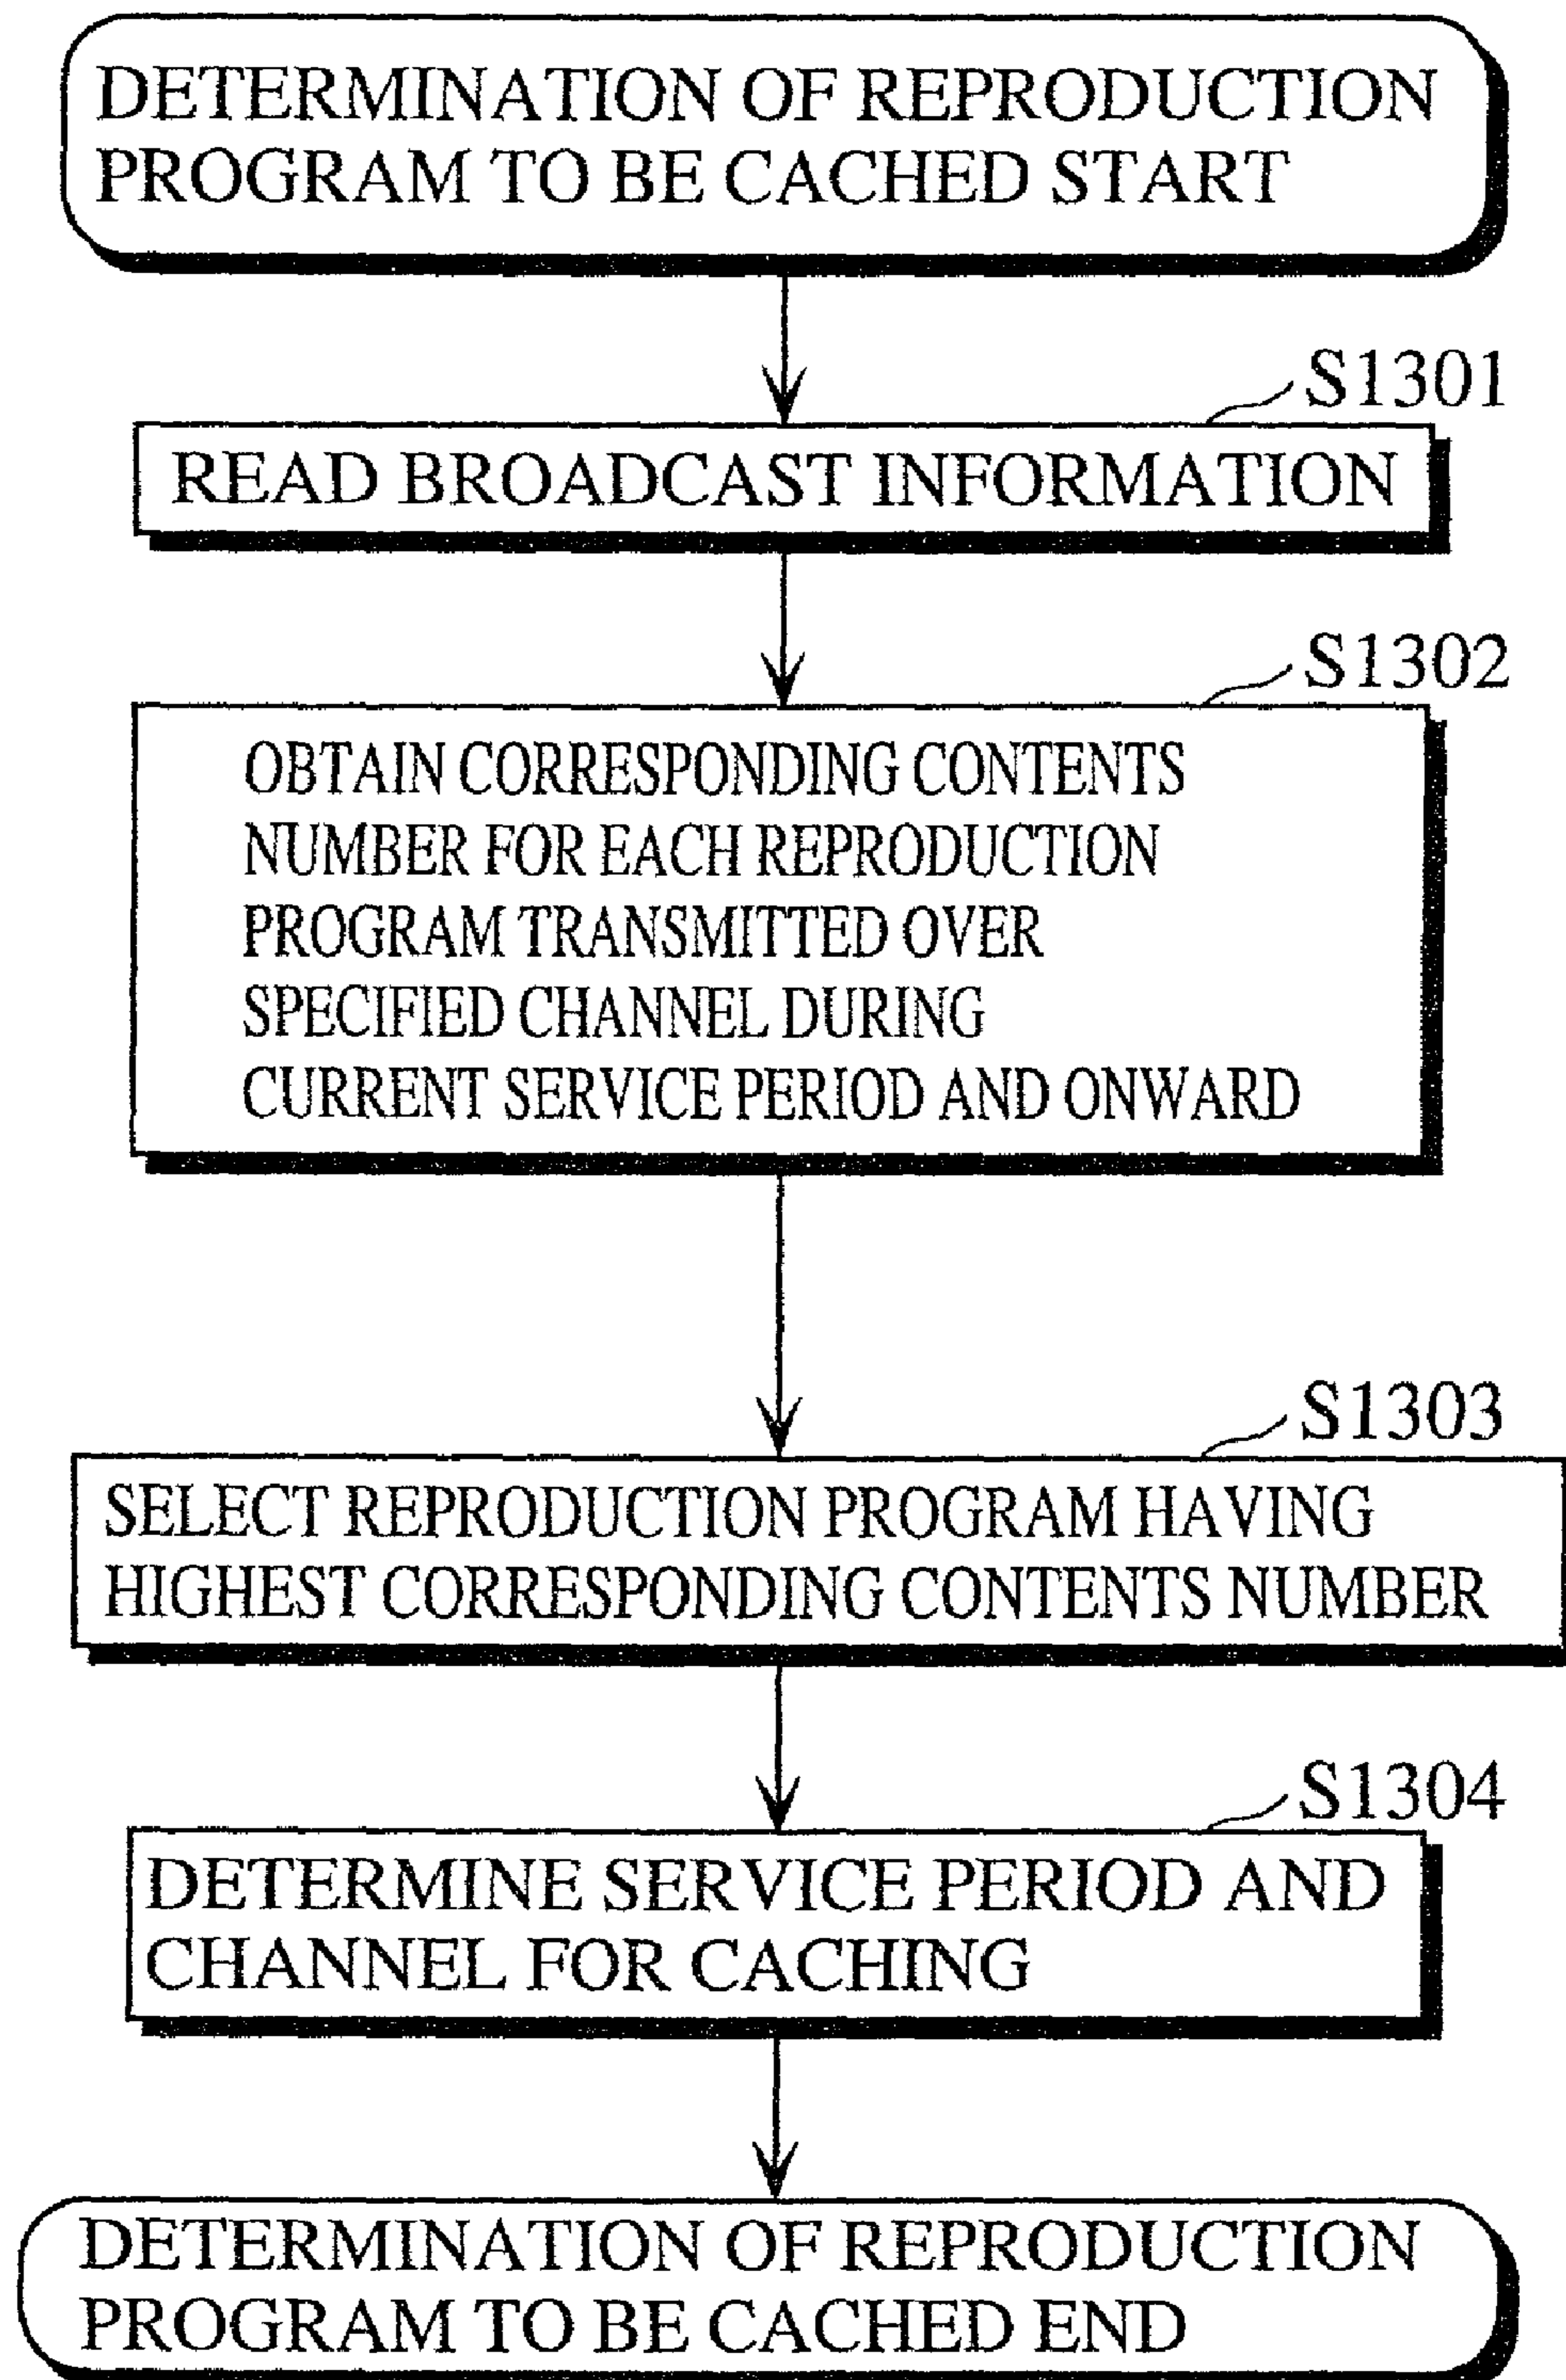 DETERMINATION OF REPRODUCTION
PROGRAM TO BE CACHED START
S1301
READ BROADCAST INFORMATION
S1302
OBTAIN CORRESPONDING CONTENTS
NUMBER FOR EACH REPRODUCTION
PROGRAM TRANSMITTED OVER
SPECIFIED CHANNEL DURING
CURRENT SERVICE PERIOD AND ONWARD
S1303
SELECT REPRODUCTION PROGRAM HAVING
HIGHEST CORRESPONDING CONTENTS NUMBER
S1304
DETERMINE SERVICE PERIOD AND
CHANNEL FOR CACHING
DETERMINATION OF REPRODUCTION
PROGRAM TO BE CACHED END